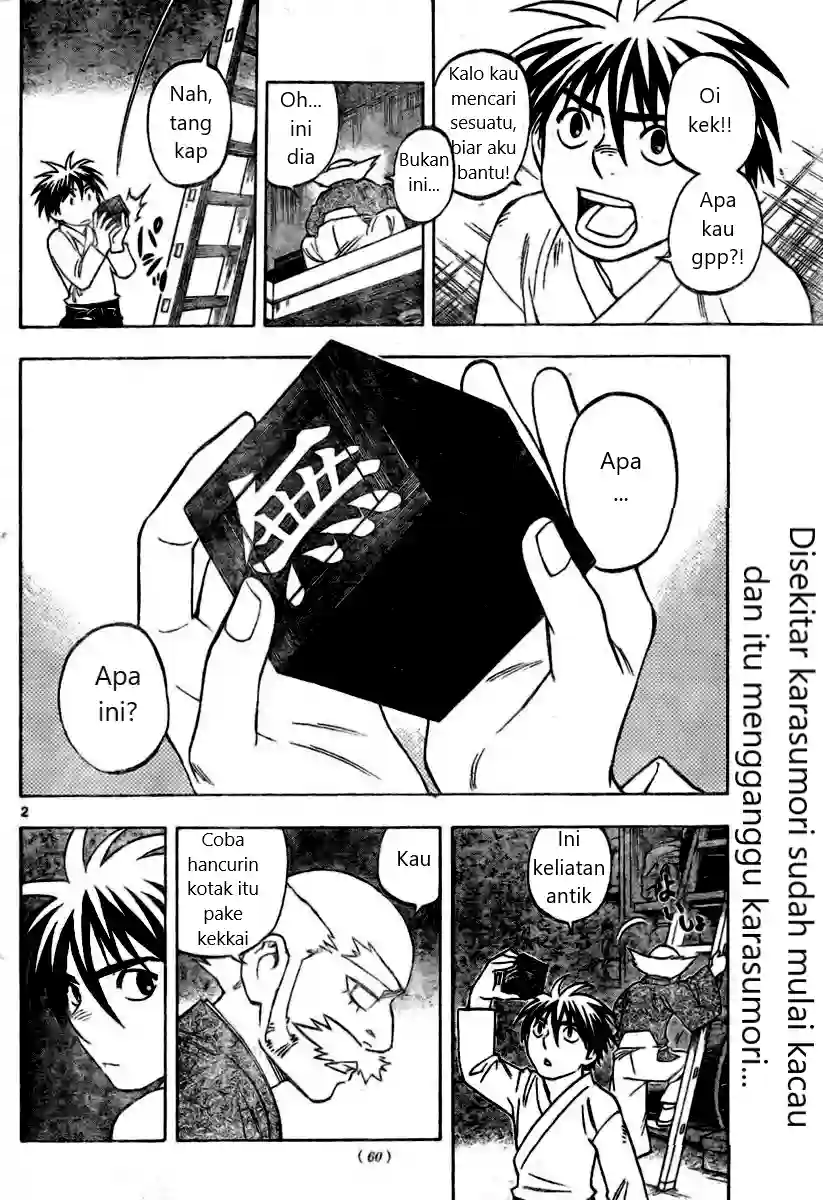 Oi
kek!!
Apa
kau
gpp?!
Kalo kau
mencari
sesuatu,
biar aku
bantu!
Bukan
ini...
Oh...
ini
dia
Nah,
tang
kap
Apa
...
無
Apa
ini?
Disekitar karasumori sudah mulai kacau
dan itu mengganggu karasumori...
2
Ini
keliatan
antik
Kau
Coba
hancurin
kotak itu
pake
kekkai
( 60 )